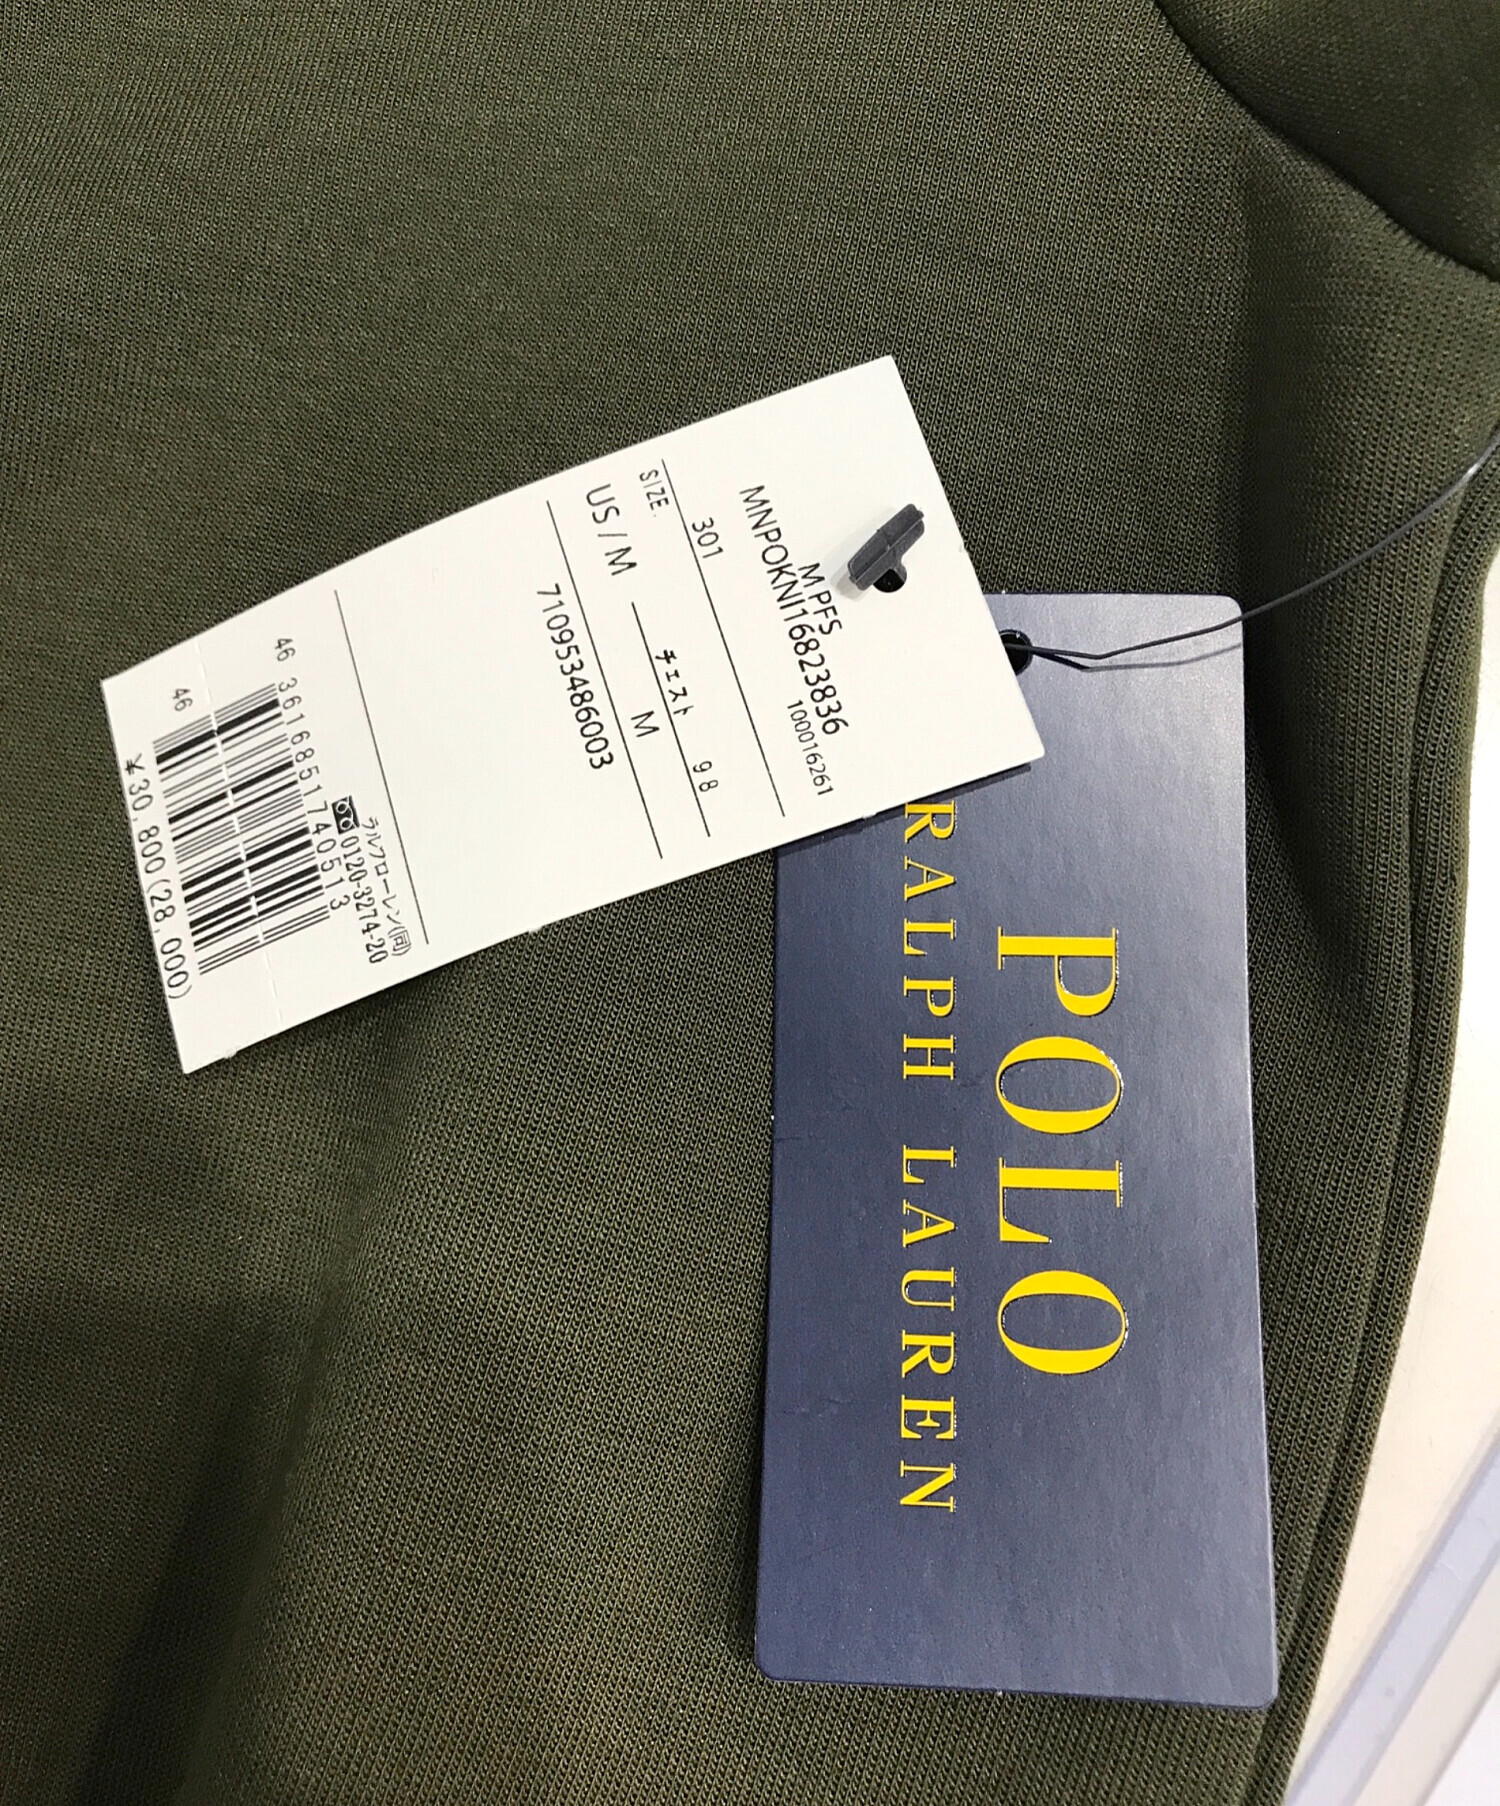 M PFS
MNPOKNI16823836
100016261
301
SIZE.
チェスト 98
US/M
M
710953486003
ラルフローレン(同)
0120-3274-20
46 3616851740513
46
¥30,800(28,000)
POLO
RALPH LAUREN